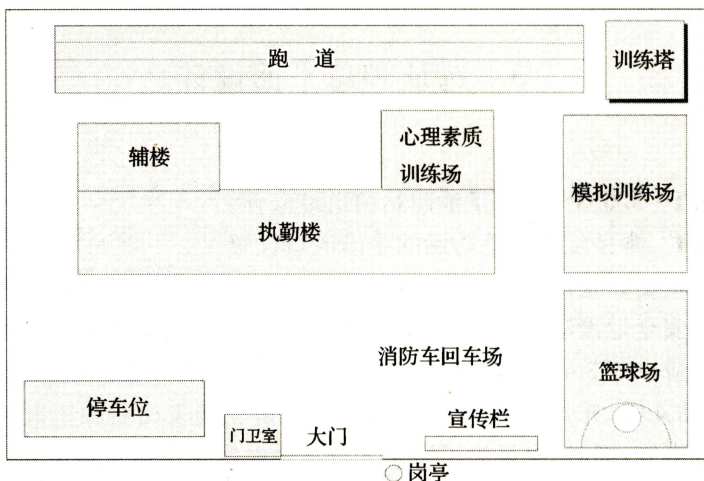 跑 道
训练塔
辅楼
心理素质
训练场
模拟训练场
执勤楼
消防车回车场
篮球场
停车位
宣传栏
门卫室
大门
岗亭